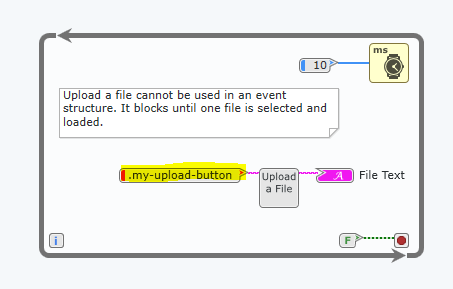 ms
10
Upload a file cannot be used in an event
structure. It blocks until one file is selected and
loaded.
.my-upload-button
Upload
a File
A
File Text
i
F